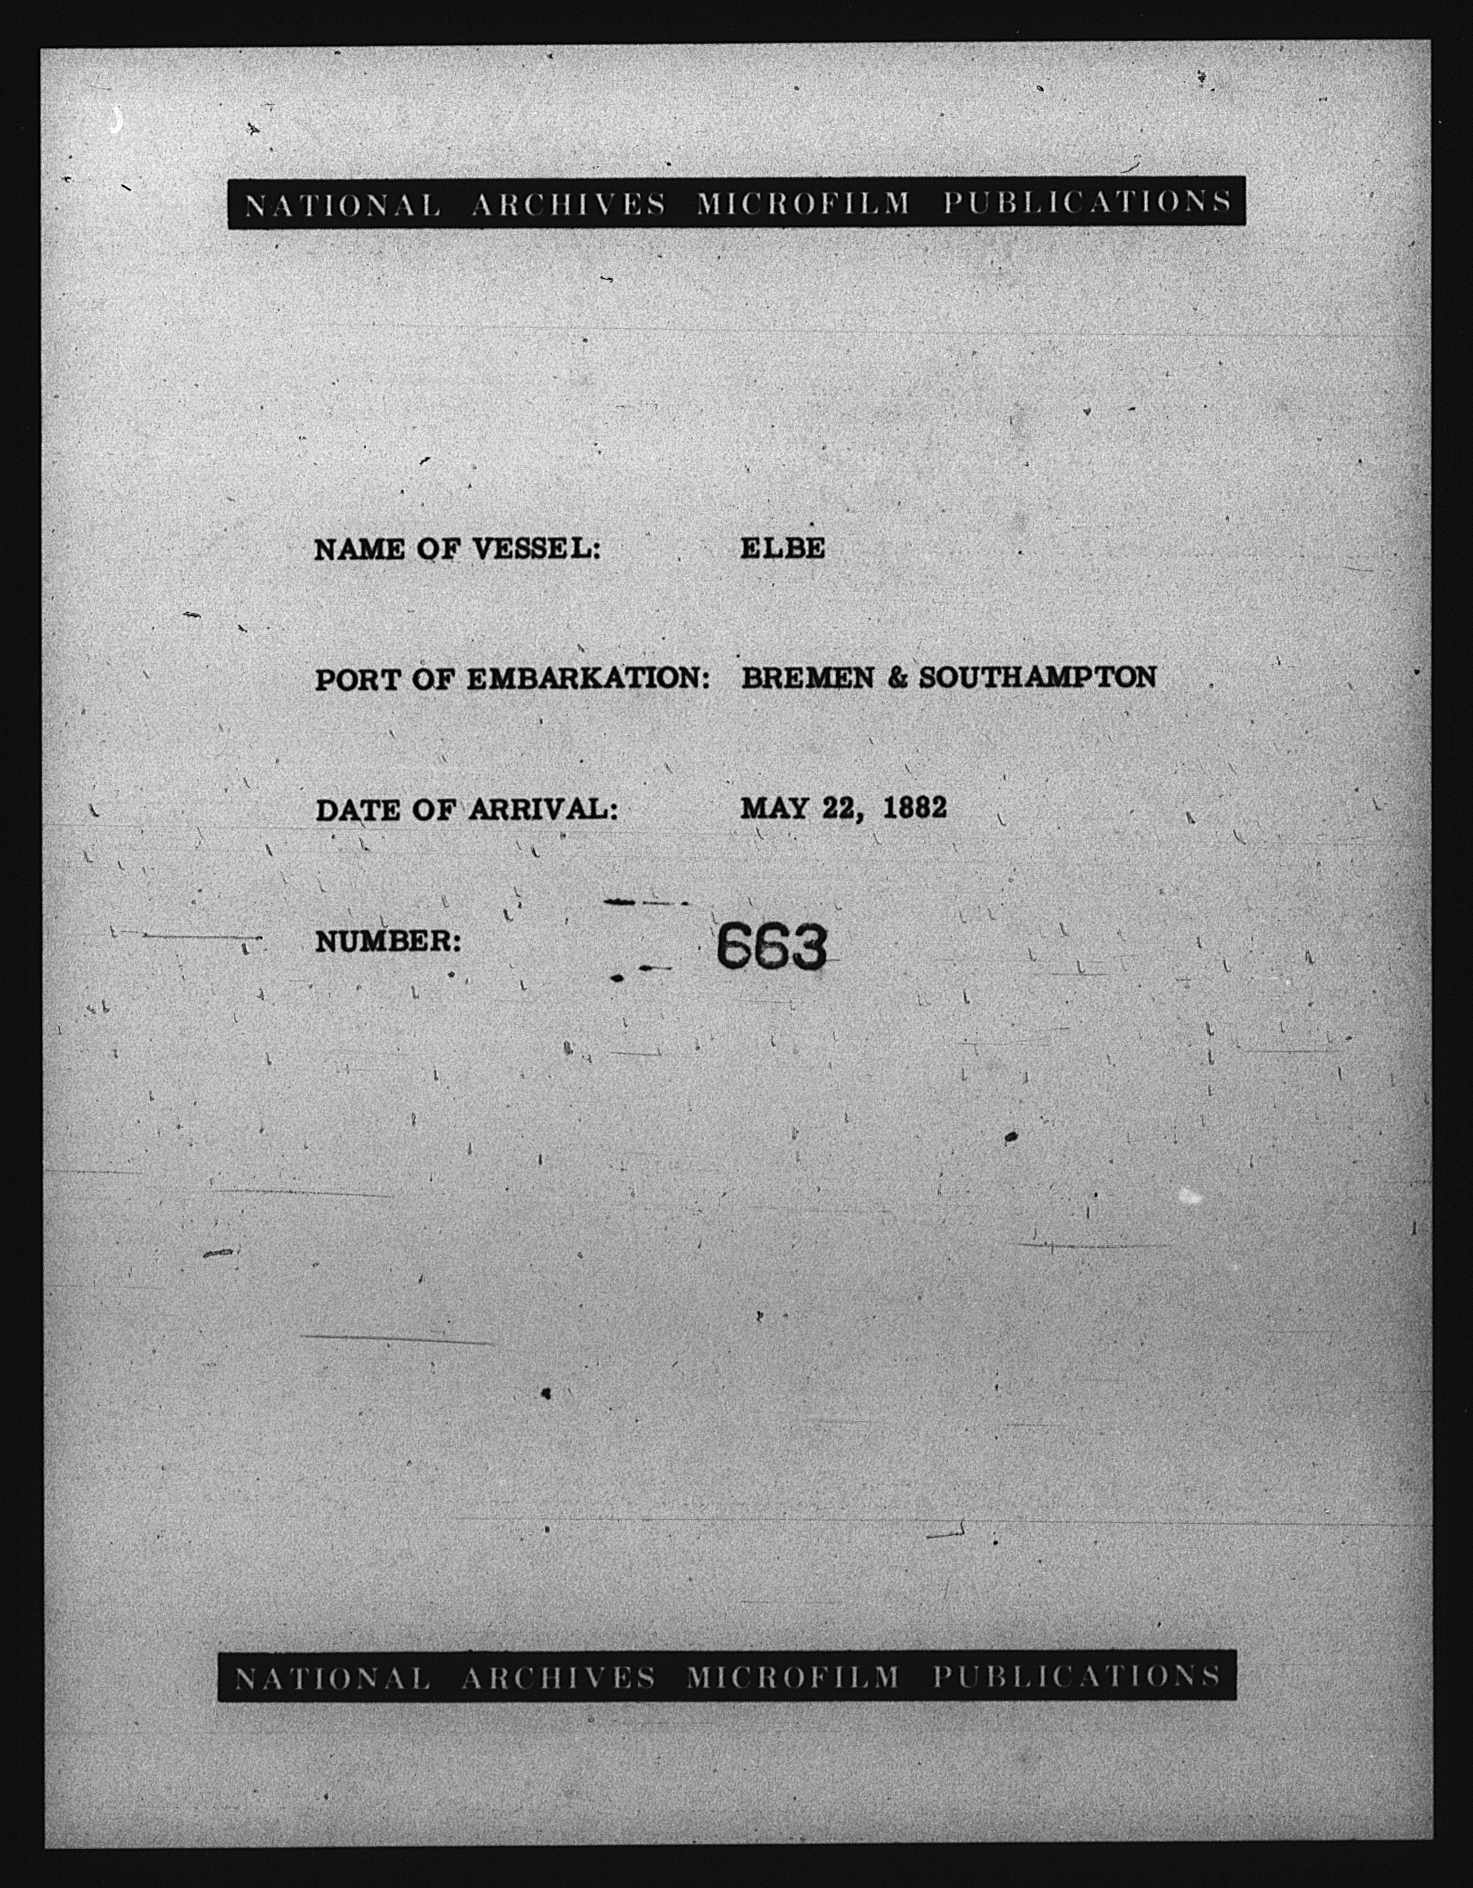 NATIONAL ARCHIVES MICROFILM PUBLICATIONS
NAME OF VESSEL: ELBE
PORT OF EMBARKATION: BREMEN & SOUTHAMPTON
DATE OF ARRIVAL: MAY 22, 1882
NUMBER: 663
NATIONAL ARCHIVES MICROFILM PUBLICATIONS